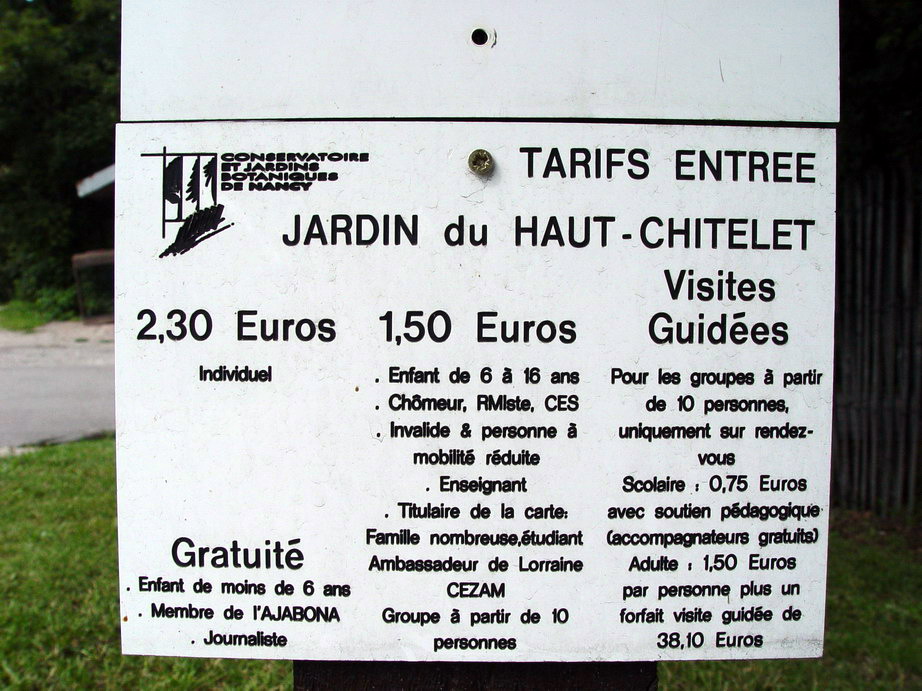 CONSERVATOIRE
ET JARDINS
BOTANIQUES
DE NANCY
TARIFS ENTREE
JARDIN du HAUT-CHITELET
2,30 Euros
Individuel
Gratuité
. Enfant de moins de 6 ans
. Membre de l'AJABONA
. Journaliste
1,50 Euros
. Enfant de 6 à 16 ans
. Chômeur, RMIste, CES
. Invalide & personne à
mobilité réduite
. Enseignant
. Titulaire de la carte:
Famille nombreuse,étudiant
Ambassadeur de Lorraine
CEZAM
Groupe à partir de 10
personnes
Visites
Guidées
Pour les groupes à partir
de 10 personnes,
uniquement sur rendez-
vous
Scolaire : 0,75 Euros
avec soutien pédagogique
(accompagnateurs gratuits)
Adulte : 1,50 Euros
par personne plus un
forfait visite guidée de
38,10 Euros